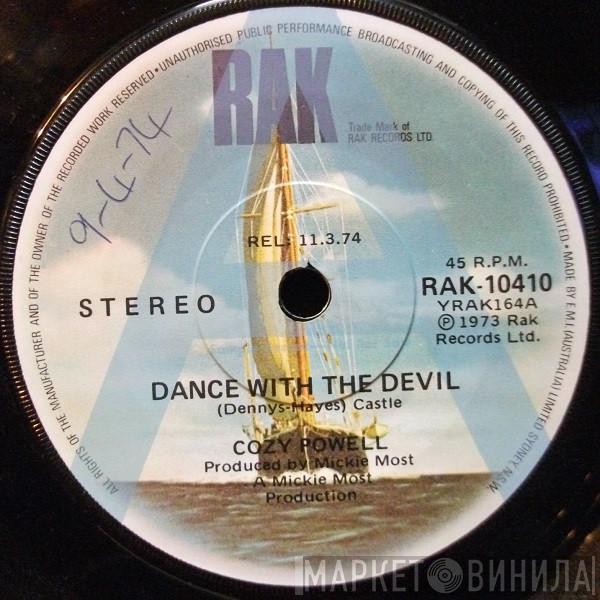 ALL RIGHTS OF THE MANUFACTURER AND OF THE OWNER OF THE RECORDED WORK RESERVED•UNAUTHORISED PUBLIC PERFORMANCE BROADCASTING AND COPYING OF THIS RECORD PROHIBITED•MADE BY E.M.I.(AUSTRALIA) LIMITED SYDNEY N.S.W.
RAK
Trade Mark of
RAK RECORDS LTD
9-4-74
REL: 11.3.74
45 R.P.M.
RAK-10410
STEREO
YRAK164A
Ⓟ 1973 Rak
Records Ltd.
DANCE WITH THE DEVIL
(Dennys-Hayes) Castle
COZY POWELL
Produced by Mickie Most
A Mickie Most
Production
МАРКЕТ ВИНИЛА